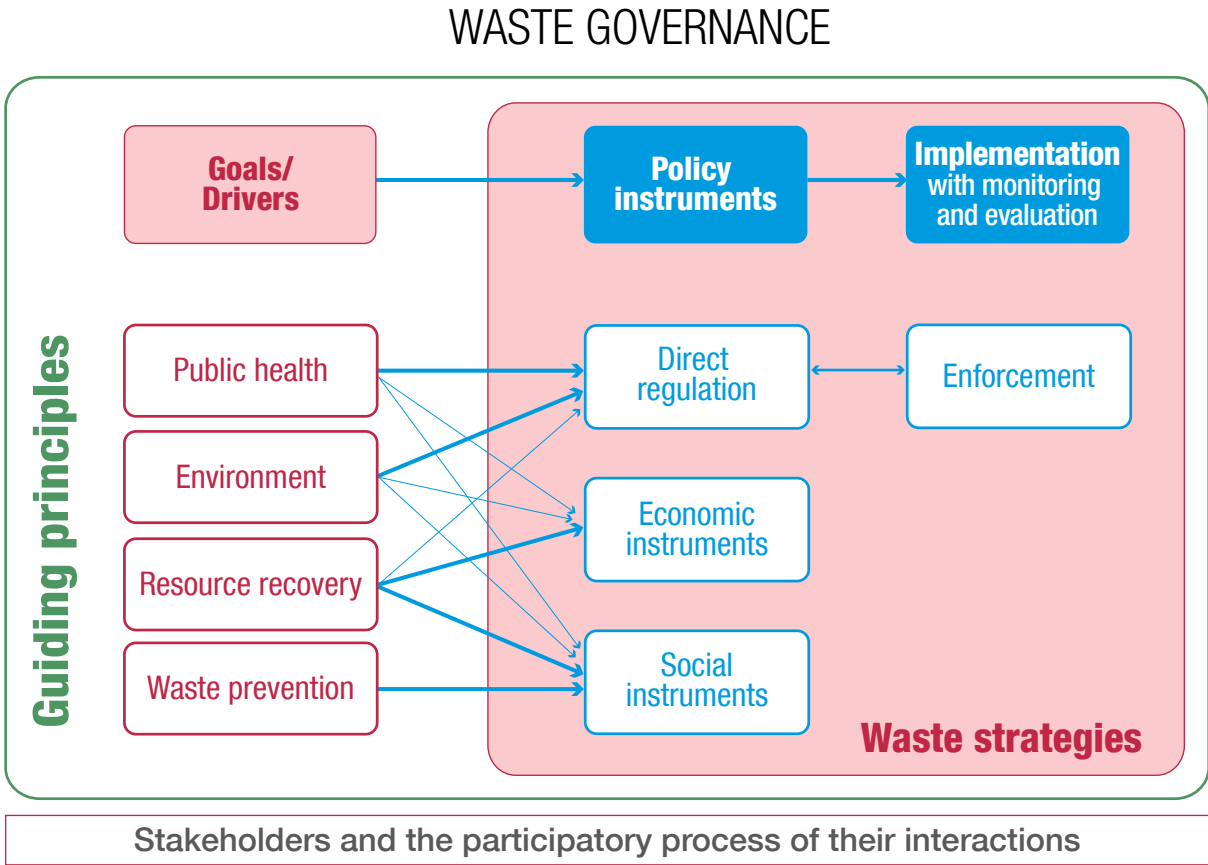 WASTE GOVERNANCE
Goals/
Drivers
Policy
instruments
Implementation
with monitoring
and evaluation
Guiding principles
Public health
Direct
regulation
Enforcement
Environment
Economic
instruments
Resource recovery
Waste prevention
Social
instruments
Waste strategies
Stakeholders and the participatory process of their interactions